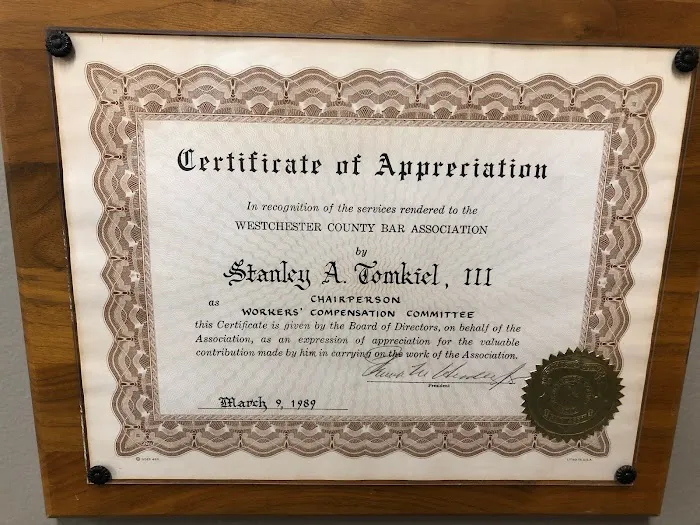 Certificate of Appreciation
In recognition of the services rendered to the
WESTCHESTER COUNTY BAR ASSOCIATION
by
Stanley A. Tomkiel, III
as CHAIRPERSON
WORKERS' COMPENSATION COMMITTEE
this Certificate is given by the Board of Directors, on behalf of the
Association, as an expression of appreciation for the valuable
contribution made by him in carrying on the work of the Association.
President
March 9, 1989